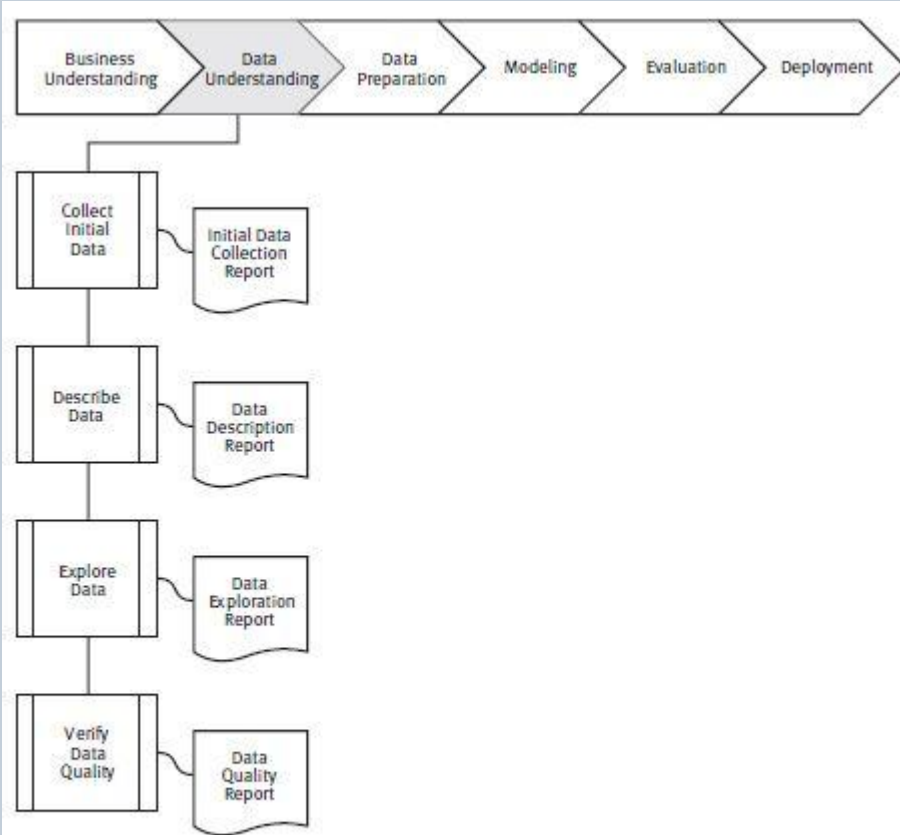 Business
Understanding
Data
Understanding
Data
Preparation
Modeling
Evaluation
Deployment
Collect
Initial
Data
Initial Data
Collection
Report
Describe
Data
Data
Description
Report
Explore
Data
Data
Exploration
Report
Verify
Data
Quality
Data
Quality
Report